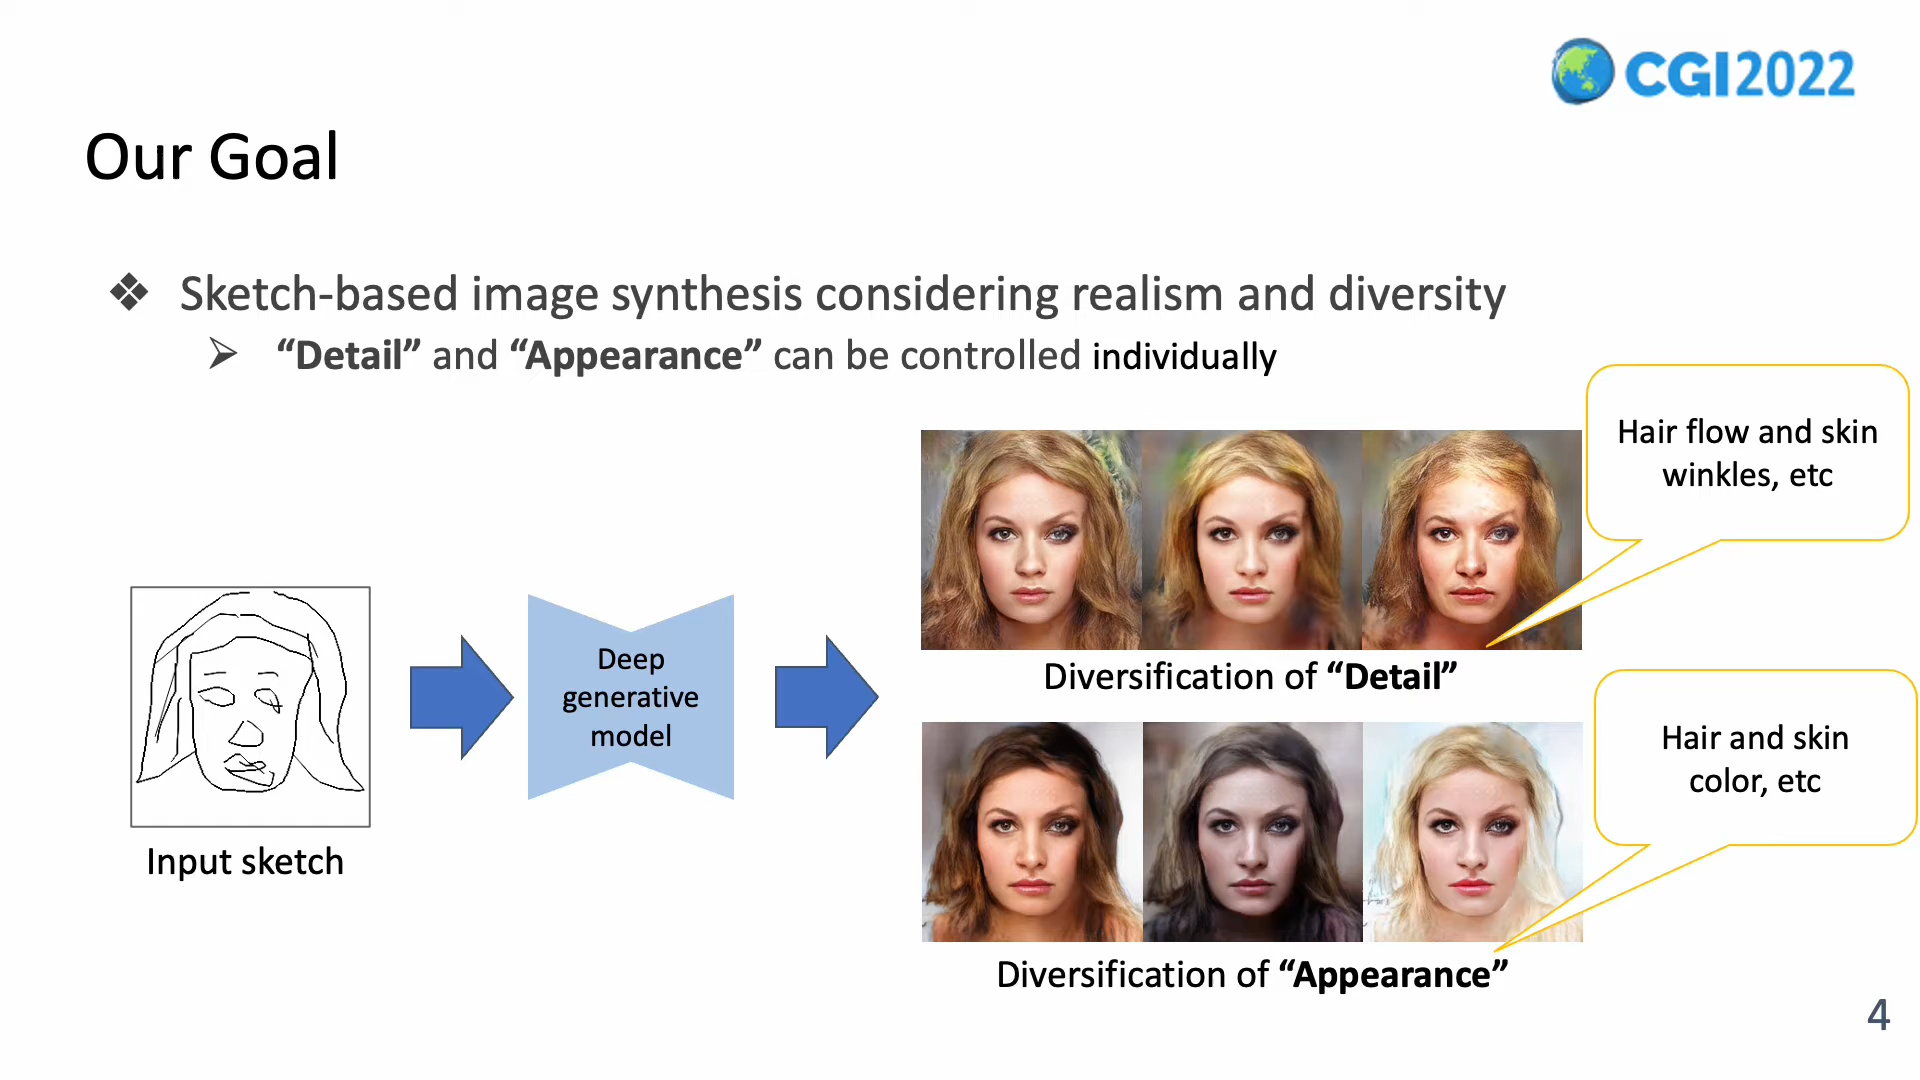 CGI2022
Our Goal
❖ Sketch-based image synthesis considering realism and diversity
➢ “Detail” and “Appearance” can be controlled individually
Hair flow and skin
winkles, etc
Deep
generative
model
Input sketch
Diversification of “Detail”
Hair and skin
color, etc
Diversification of “Appearance”
4